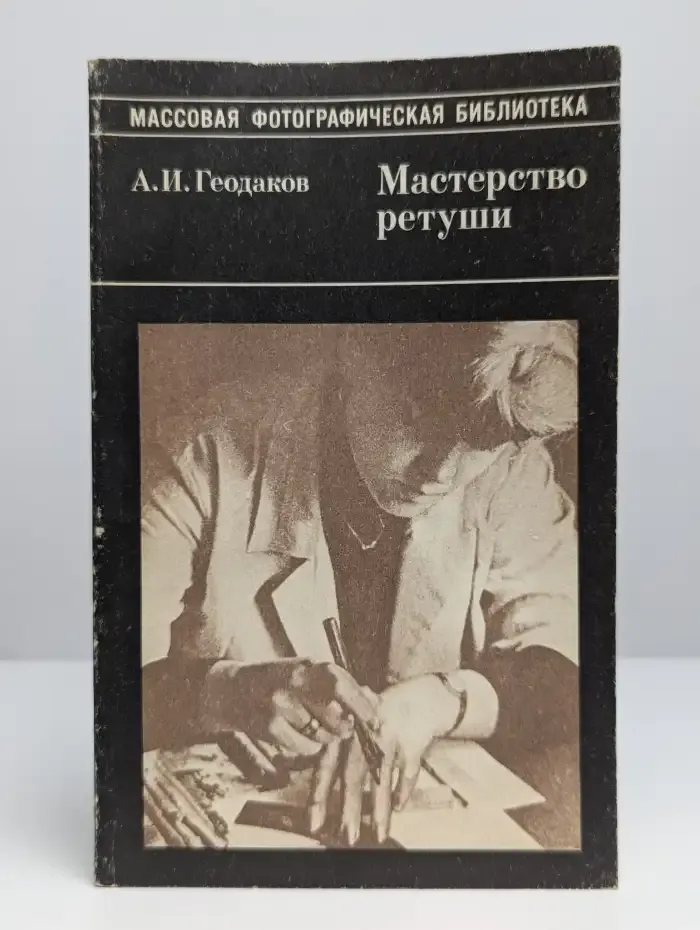 МАССОВАЯ ФОТОГРАФИЧЕСКАЯ БИБЛИОТЕКА
А. И. Геодаков
Мастерство
ретуши